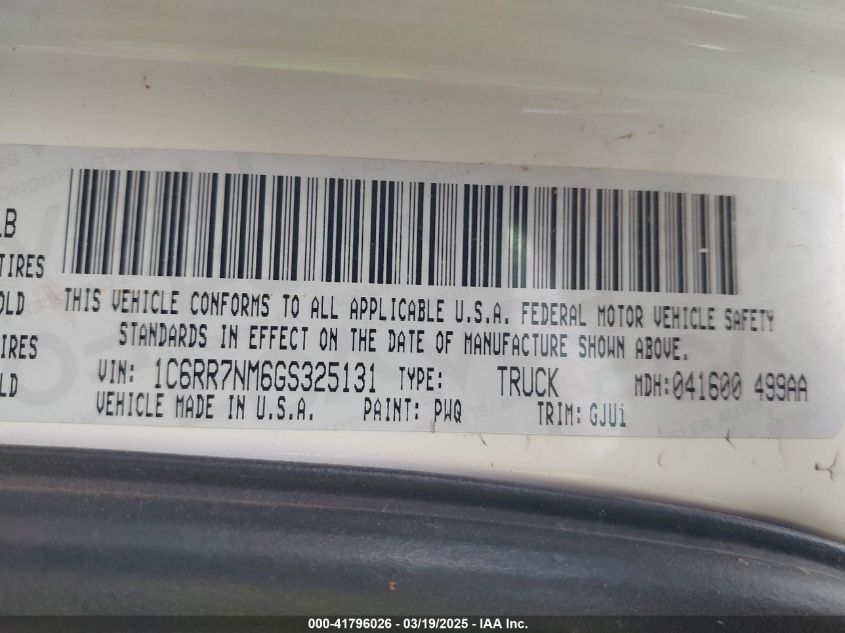 LB
TIRES
OLD
IRES
LD
THIS VEHICLE CONFORMS TO ALL APPLICABLE U.S.A. FEDERAL MOTOR VEHICLE SAFETY
STANDARDS IN EFFECT ON THE DATE OF MANUFACTURE SHOWN ABOVE.
VIN: 1C6RR7NM6GS325131 TYPE: TRUCK MDH:041600 499AA
VEHICLE MADE IN U.S.A. PAINT: PWQ TRIM: GJUi
000-41796026 - 03/19/2025 - IAA Inc.